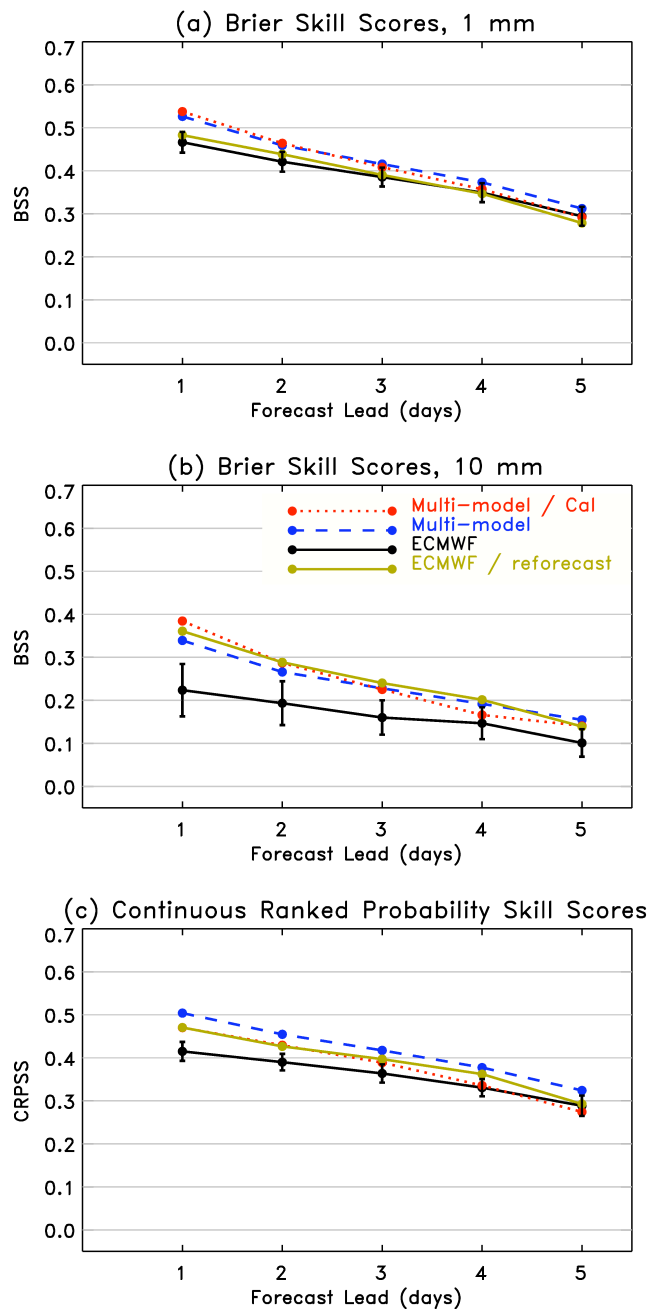 (a) Brier Skill Scores, 1 mm
0.7
0.6
0.5
0.4
0.3
0.2
0.1
0.0
BSS
1 2 3 4 5
Forecast Lead (days)
(b) Brier Skill Scores, 10 mm
0.7
0.6
0.5
0.4
0.3
0.2
0.1
0.0
BSS
Multi-model / Cal
Multi-model
ECMWF
ECMWF / reforecast
1 2 3 4 5
Forecast Lead (days)
(c) Continuous Ranked Probability Skill Scores
0.7
0.6
0.5
0.4
0.3
0.2
0.1
0.0
CRPSS
1 2 3 4 5
Forecast Lead (days)